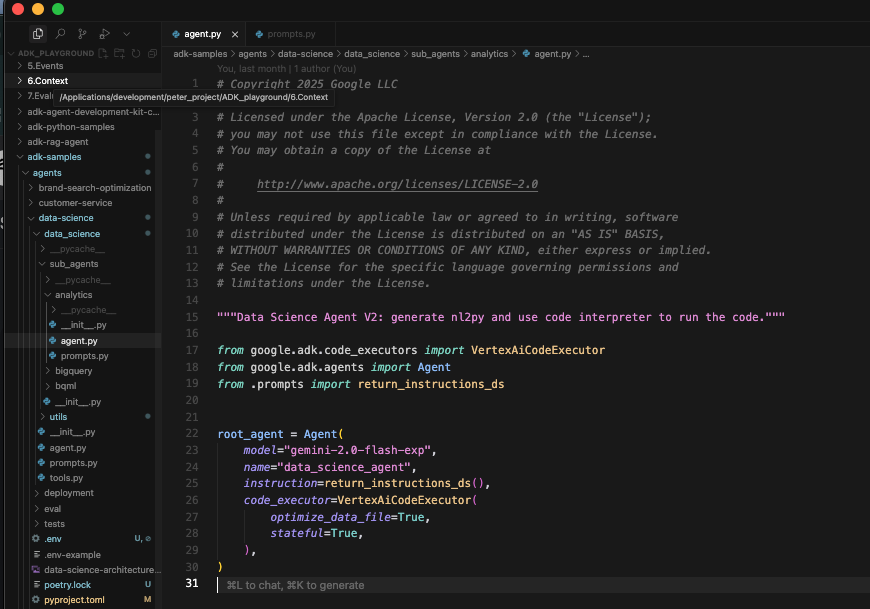 agent.py
prompts.py
ADK_PLAYGROUND
adk-samples > agents > data-science > data_science > sub_agents > analytics > agent.py > ...
5.Events
6.Context
/Applications/development/peter_project/ADK_playground/6.Context
adk-agent-development-kit-c...
adk-python-samples
adk-rag-agent
adk-samples
agents
brand-search-optimization
customer-service
data-science
data_science
__pycache__
sub_agents
__pycache__
analytics
__pycache__
__init__.py
agent.py
prompts.py
bigquery
bqml
__init__.py
utils
__init__.py
agent.py
prompts.py
tools.py
deployment
eval
tests
.env U,
.env-example
data-science-architecture...
poetry.lock U
pyproject.toml M
You, last month | 1 author (You)
1 # Copyright 2025 Google LLC
3 # Licensed under the Apache License, Version 2.0 (the "License");
4 # you may not use this file except in compliance with the License.
5 # You may obtain a copy of the License at
6 #
7 # http://www.apache.org/licenses/LICENSE-2.0
8 #
9 # Unless required by applicable law or agreed to in writing, software
10 # distributed under the License is distributed on an "AS IS" BASIS,
11 # WITHOUT WARRANTIES OR CONDITIONS OF ANY KIND, either express or implied.
12 # See the License for the specific language governing permissions and
13 # limitations under the License.
14
15 """Data Science Agent V2: generate nl2py and use code interpreter to run the code."""
16
17 from google.adk.code_executors import VertexAiCodeExecutor
18 from google.adk.agents import Agent
19 from .prompts import return_instructions_ds
20
21
22 root_agent = Agent(
23 model="gemini-2.0-flash-exp",
24 name="data_science_agent",
25 instruction=return_instructions_ds(),
26 code_executor=VertexAiCodeExecutor(
27 optimize_data_file=True,
28 stateful=True,
29 ),
30 )
31 ⌘L to chat, ⌘K to generate